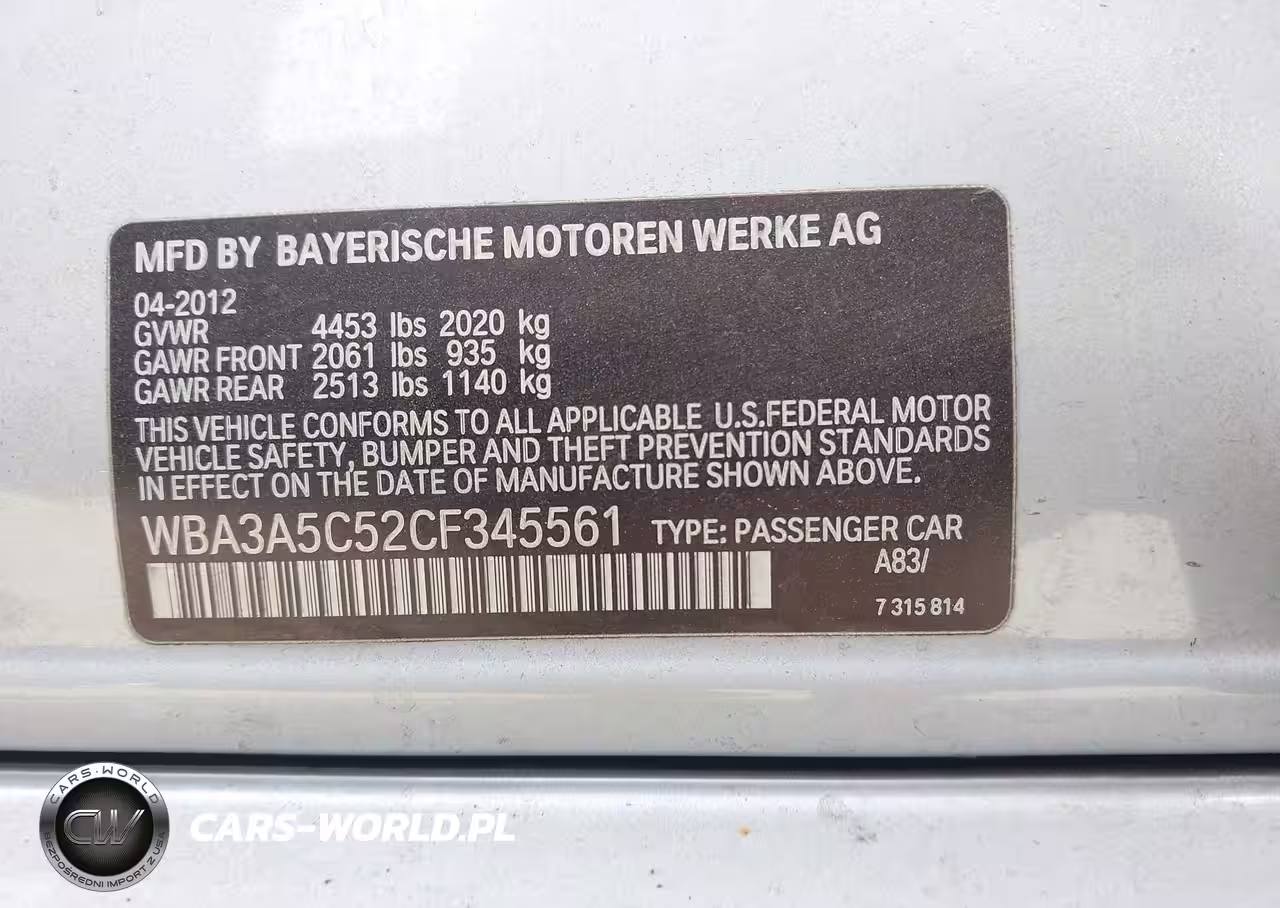 MFD BY BAYERISCHE MOTOREN WERKE AG
04-2012
GVWR 4453 lbs 2020 kg
GAWR FRONT 2061 lbs 935 kg
GAWR REAR 2513 lbs 1140 kg
THIS VEHICLE CONFORMS TO ALL APPLICABLE U.S.FEDERAL MOTOR
VEHICLE SAFETY, BUMPER AND THEFT PREVENTION STANDARDS
IN EFFECT ON THE DATE OF MANUFACTURE SHOWN ABOVE.
WBA3A5C52CF345561 TYPE: PASSENGER CAR
A83/
7 315 814
CARS-WORLD
CW
BEZPOŚREDNI IMPORT Z USA
CARS-WORLD.PL